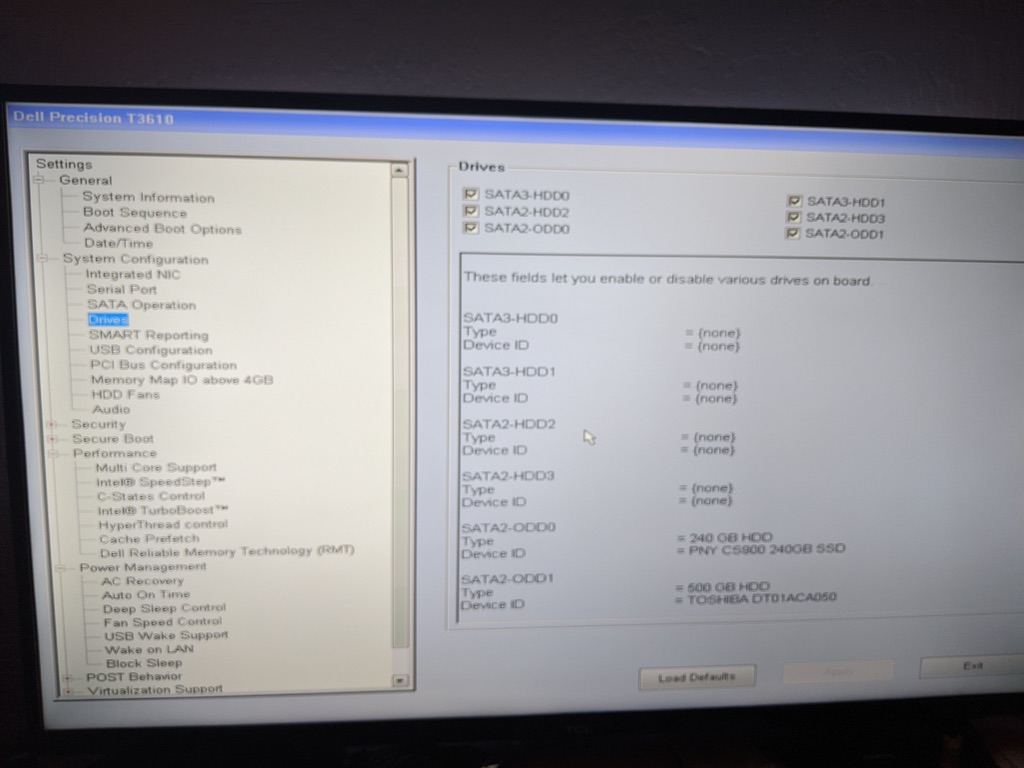 Dell Precision T3610
Settings
General
System Information
Boot Sequence
Advanced Boot Options
Date/Time
System Configuration
Integrated NIC
Serial Port
SATA Operation
Drives
SMART Reporting
USB Configuration
PCI Bus Configuration
Memory Map IO above 4GB
HDD Fans
Audio
Security
Secure Boot
Performance
Multi Core Support
Intel® SpeedStep™
C-States Control
Intel® TurboBoost™
HyperThread control
Cache Prefetch
Dell Reliable Memory Technology (RMT)
Power Management
AC Recovery
Auto On Time
Deep Sleep Control
Fan Speed Control
USB Wake Support
Wake on LAN
Block Sleep
POST Behavior
Virtualization Support
Drives
SATA3-HDD0 SATA3-HDD1
SATA2-HDD2 SATA2-HDD3
SATA2-ODD0 SATA2-ODD1
These fields let you enable or disable various drives on board.
SATA3-HDD0
Type = {none}
Device ID = {none}
SATA3-HDD1
Type = {none}
Device ID = {none}
SATA2-HDD2
Type = {none}
Device ID = {none}
SATA2-HDD3
Type = {none}
Device ID = {none}
SATA2-ODD0
Type = 240 GB HDD
Device ID = PNY CS900 240GB SSD
SATA2-ODD1
Type = 500 GB HDD
Device ID = TOSHIBA DT01ACA050
Load Defaults Exit